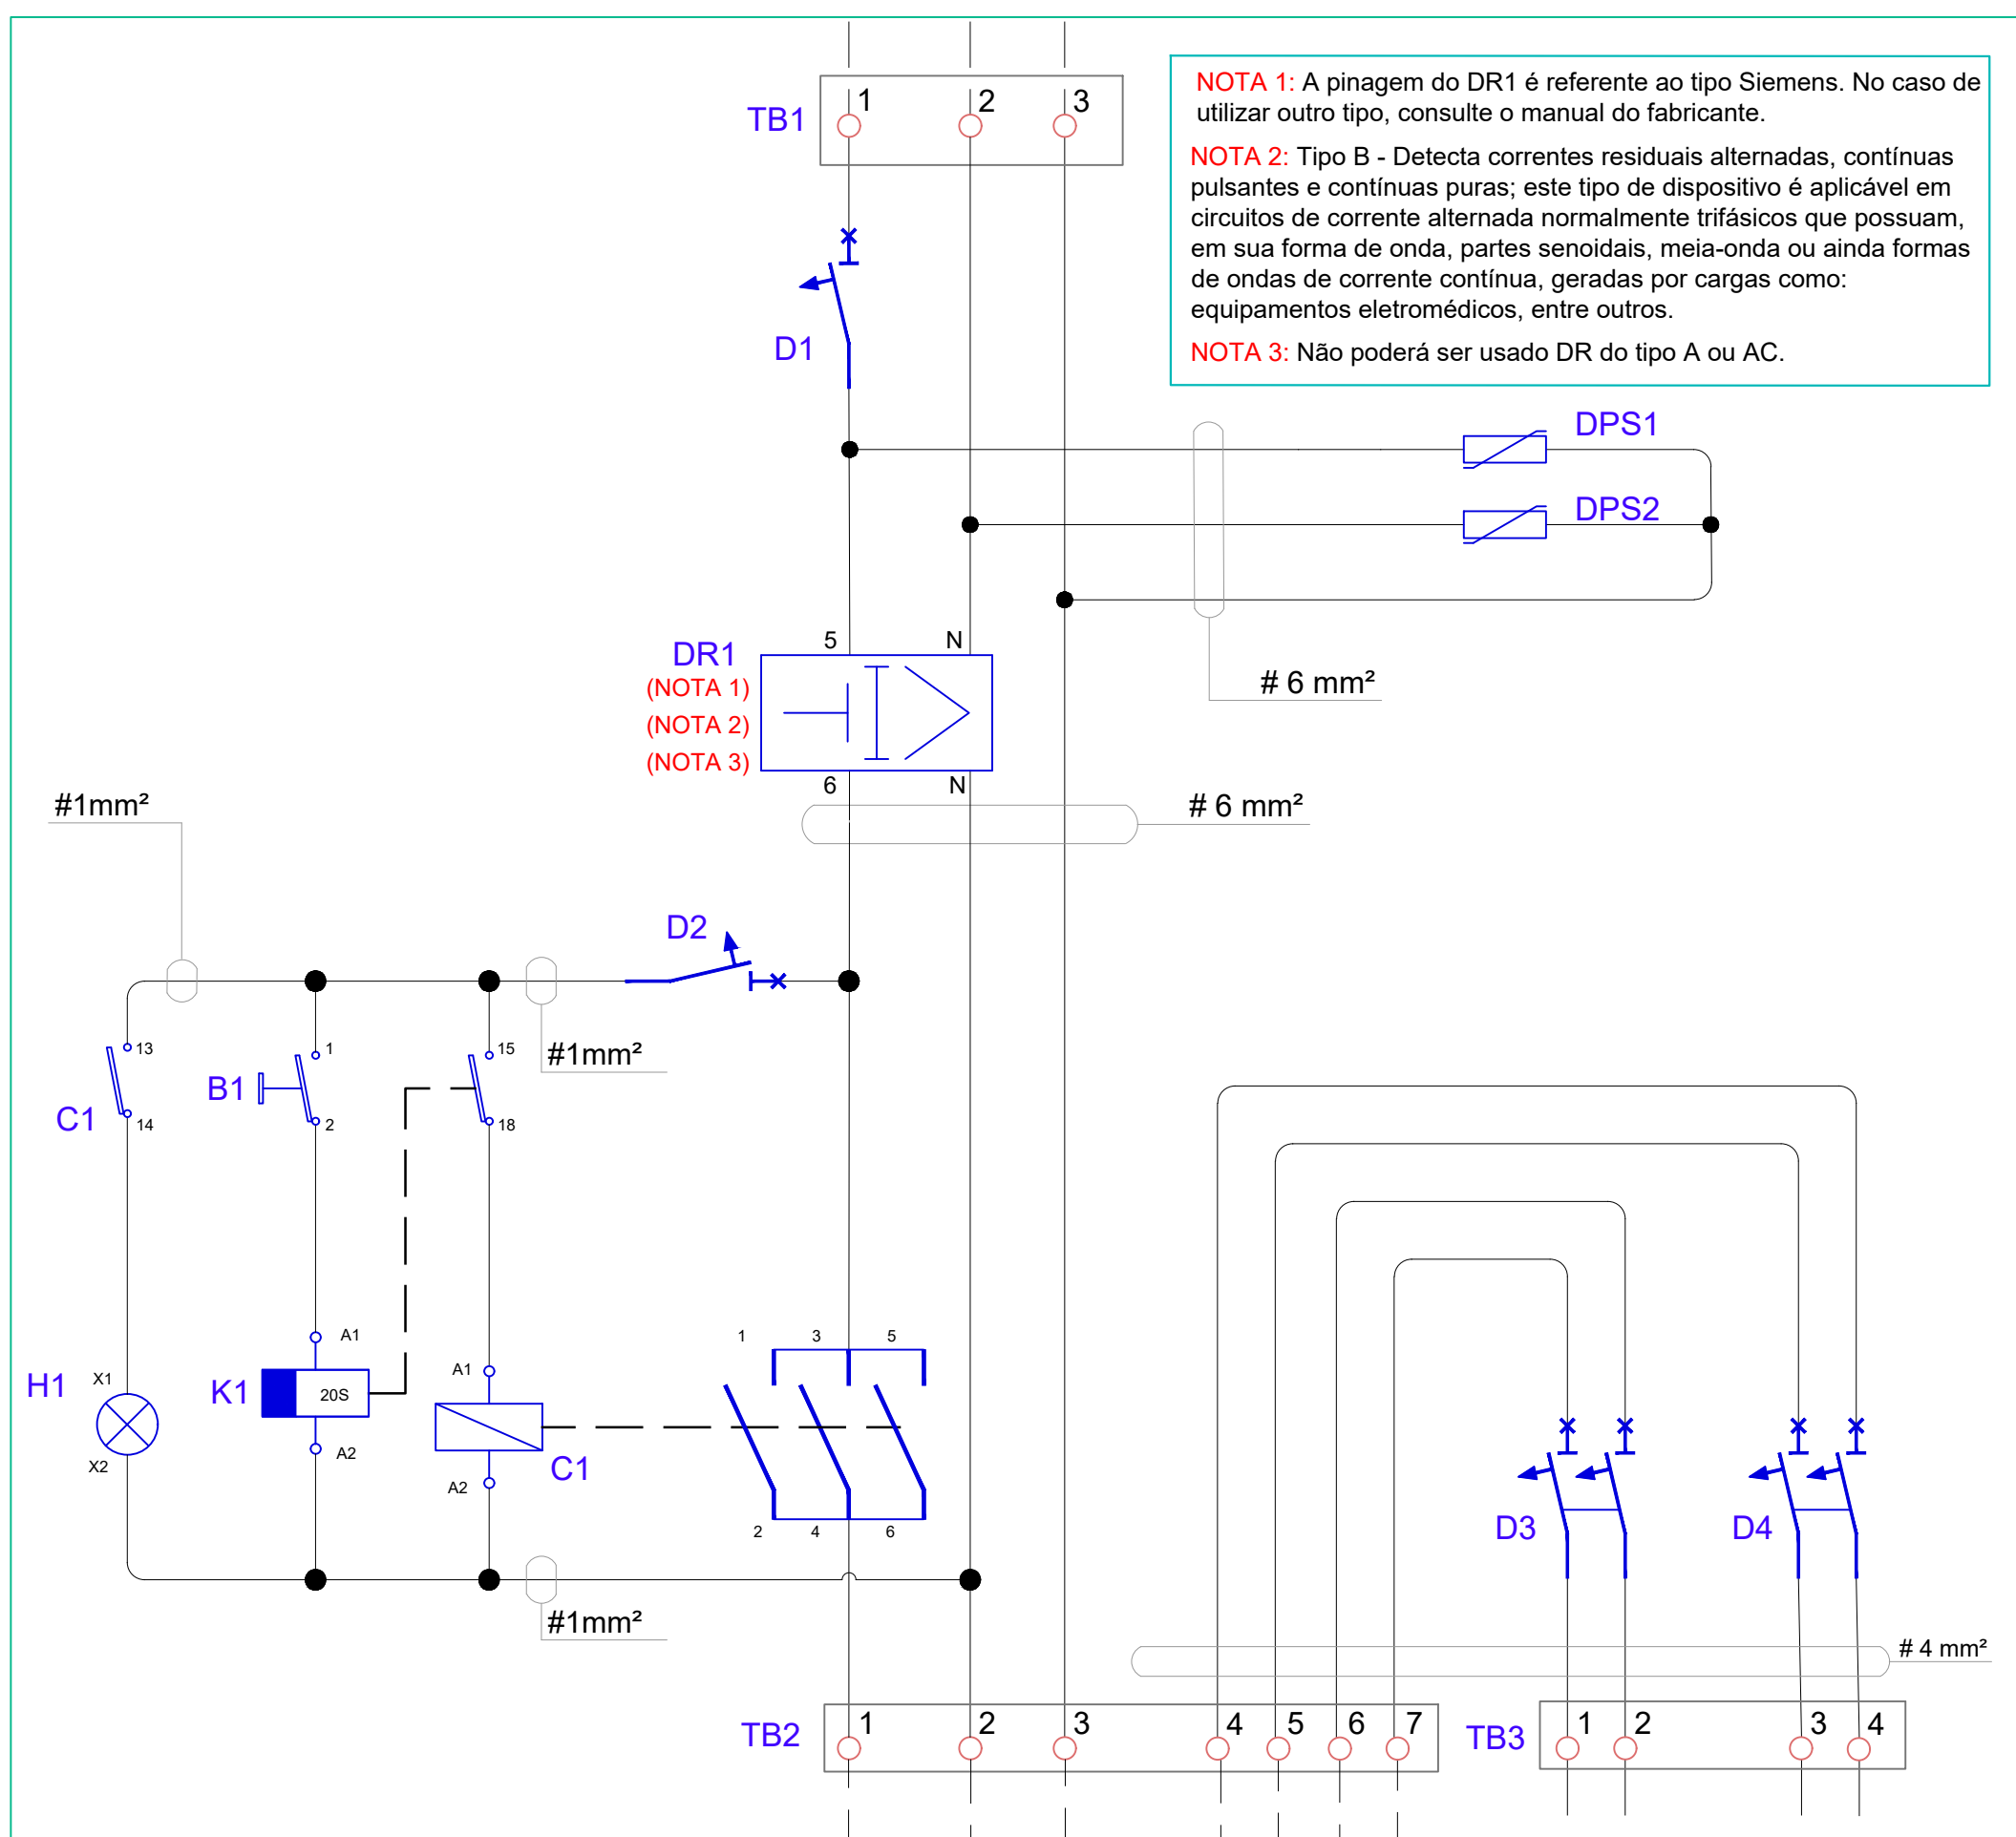 NOTA 1: A pinagem do DR1 é referente ao tipo Siemens. No caso de
utilizar outro tipo, consulte o manual do fabricante.
NOTA 2: Tipo B - Detecta correntes residuais alternadas, contínuas
pulsantes e contínuas puras; este tipo de dispositivo é aplicável em
circuitos de corrente alternada normalmente trifásicos que possuam,
em sua forma de onda, partes senoidais, meia-onda ou ainda formas
de ondas de corrente contínua, geradas por cargas como:
equipamentos eletromédicos, entre outros.
NOTA 3: Não poderá ser usado DR do tipo A ou AC.
TB1 1 2 3
D1
DPS1
DPS2
# 6 mm²
5 N
DR1
(NOTA 1)
(NOTA 2)
(NOTA 3)
6 N
# 6 mm²
#1mm²
D2
#1mm²
13 1 15
B1
C1
14 2 18
A1
1 3 5
H1 X1
K1 20S
A1
X2
A2
A2
C1
2 4 6
#1mm²
D3 D4
# 4 mm²
TB2 1 2 3 4 5 6 7
TB3 1 2 3 4